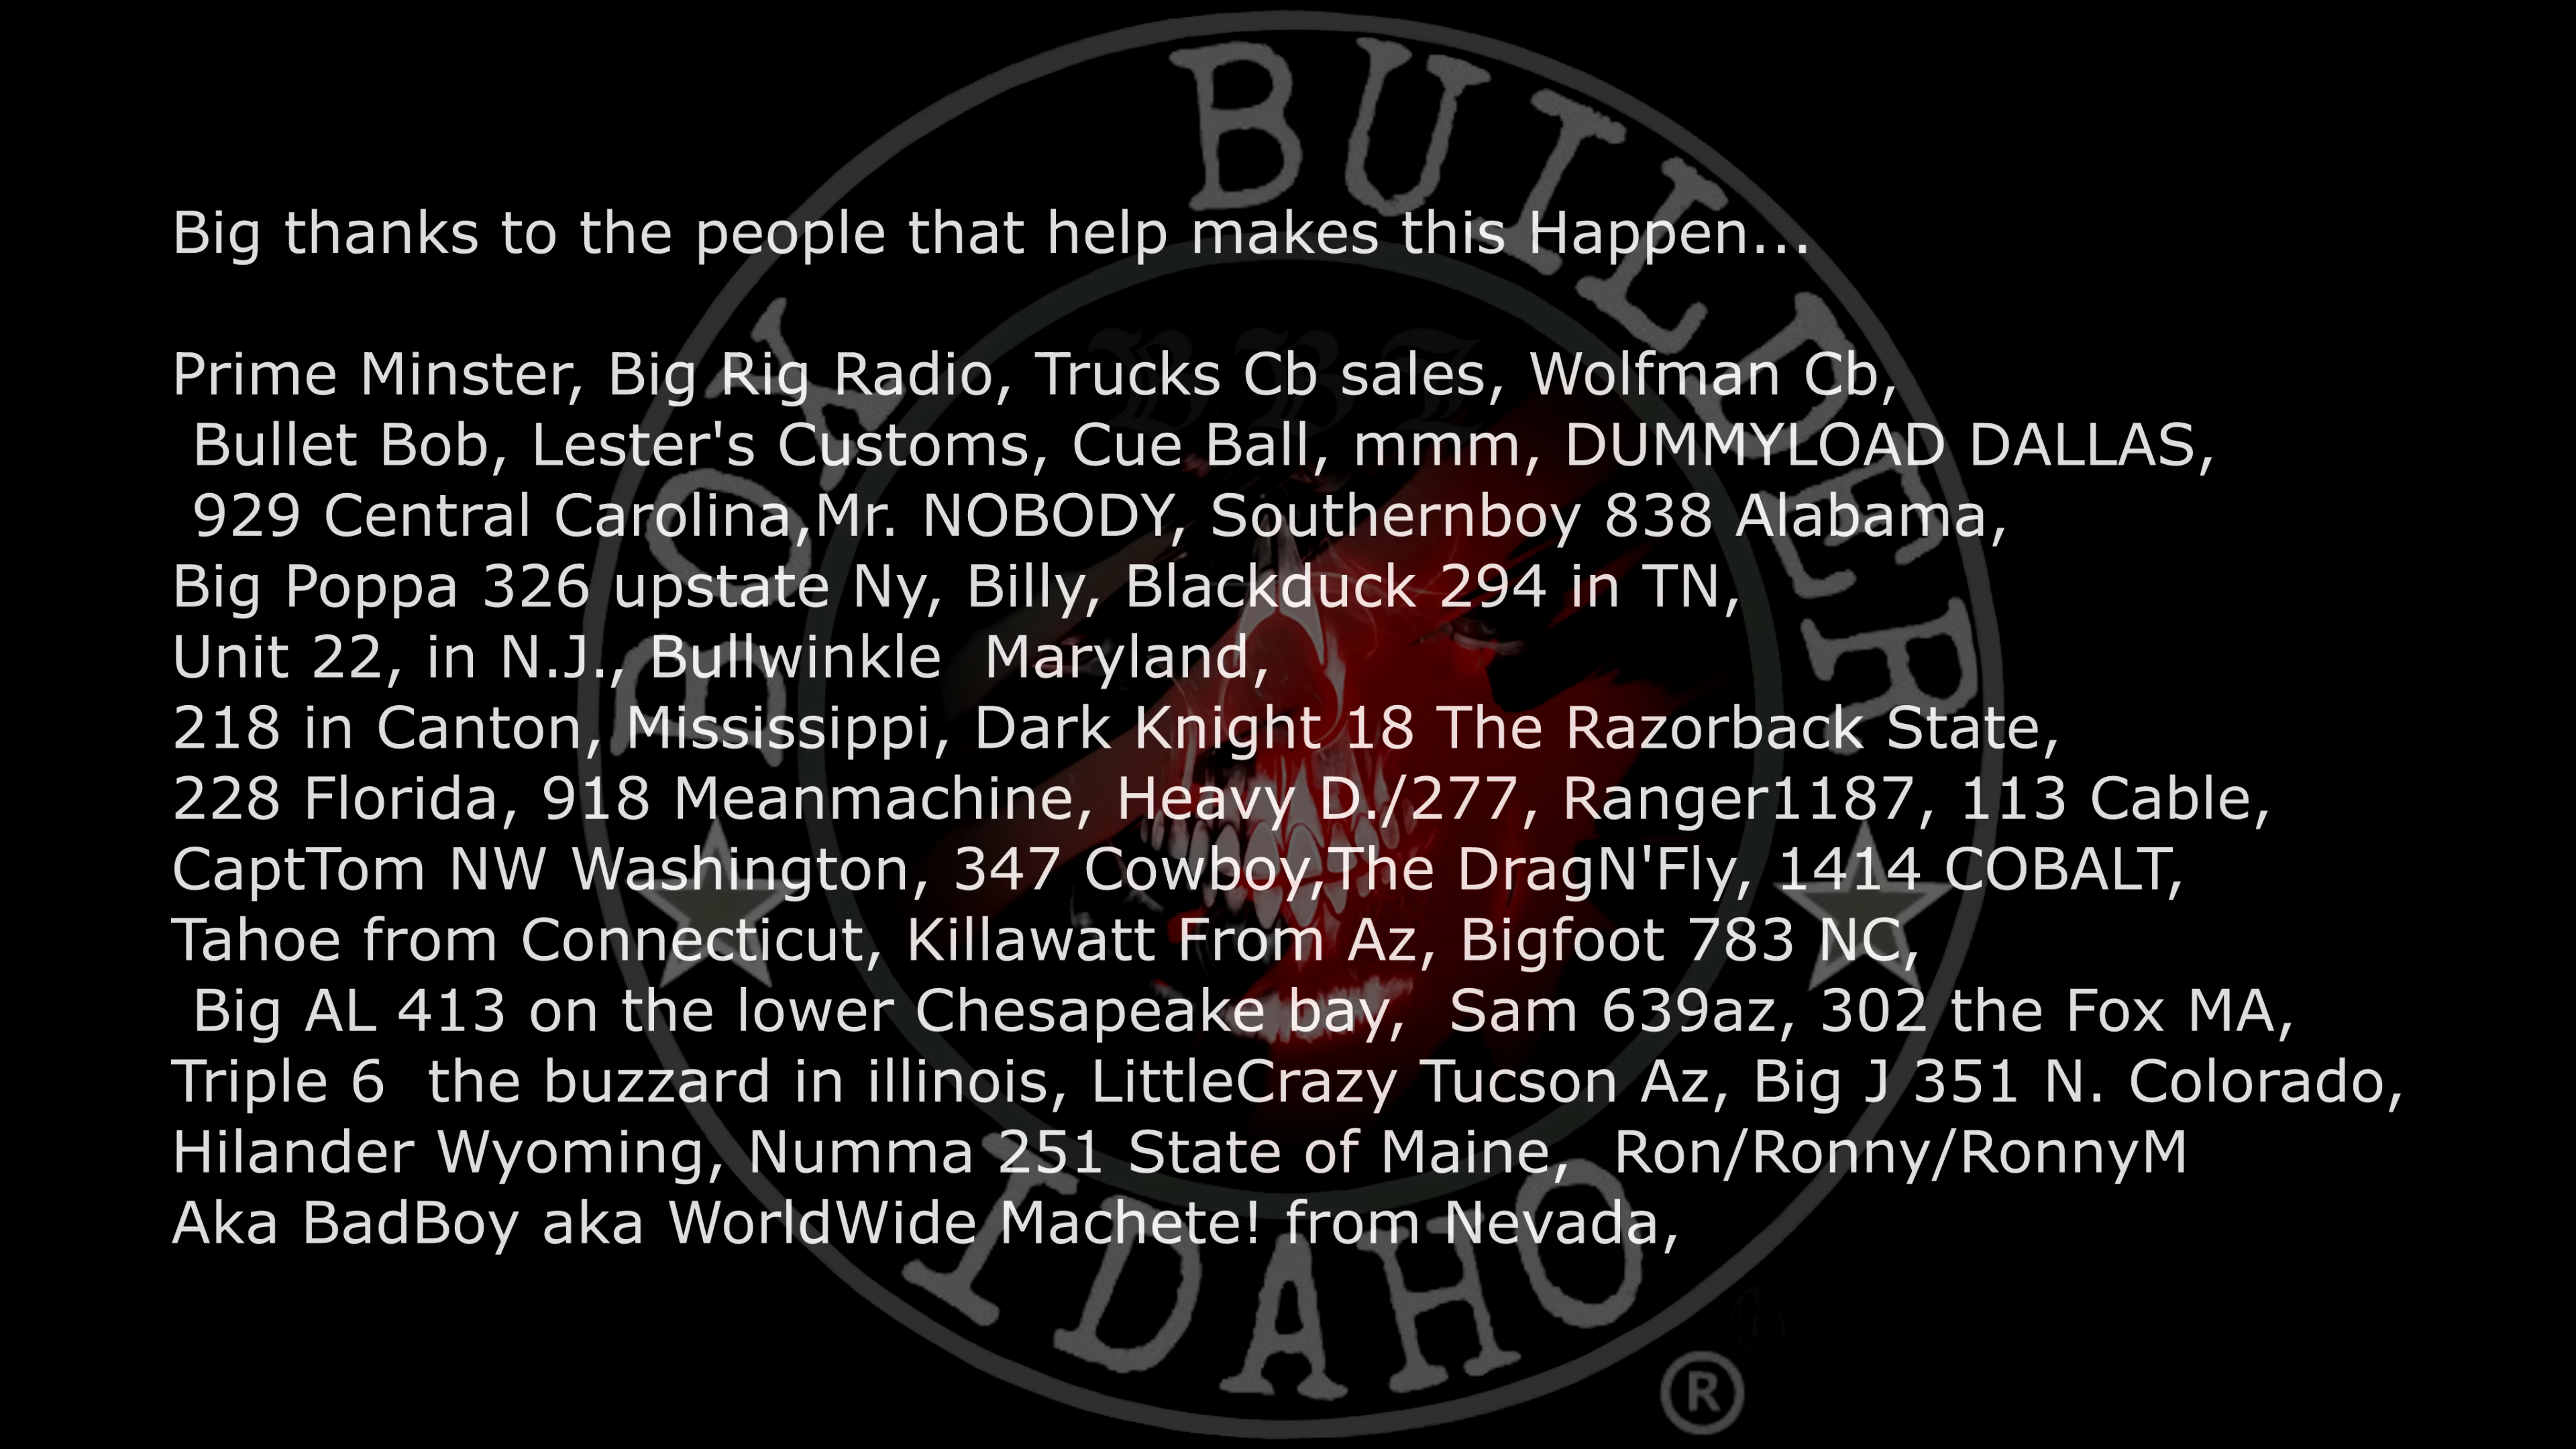 BOX BUILDER
Big thanks to the people that help makes this Happen...
BBI
Prime Minster, Big Rig Radio, Trucks Cb sales, Wolfman Cb,
Bullet Bob, Lester's Customs, Cue Ball, mmm, DUMMYLOAD DALLAS,
929 Central Carolina,Mr. NOBODY, Southernboy 838 Alabama,
Big Poppa 326 upstate Ny, Billy, Blackduck 294 in TN,
Unit 22, in N.J., Bullwinkle  Maryland,
218 in Canton, Mississippi, Dark Knight 18 The Razorback State,
228 Florida, 918 Meanmachine, Heavy D./277, Ranger1187, 113 Cable,
CaptTom NW Washington, 347 Cowboy,The DragN'Fly, 1414 COBALT,
Tahoe from Connecticut, Killawatt From Az, Bigfoot 783 NC,
Big AL 413 on the lower Chesapeake bay,  Sam 639az, 302 the Fox MA,
Triple 6  the buzzard in illinois, LittleCrazy Tucson Az, Big J 351 N. Colorado,
Hilander Wyoming, Numma 251 State of Maine,  Ron/Ronny/RonnyM
Aka BadBoy aka WorldWide Machete! from Nevada,
IDAHO
®